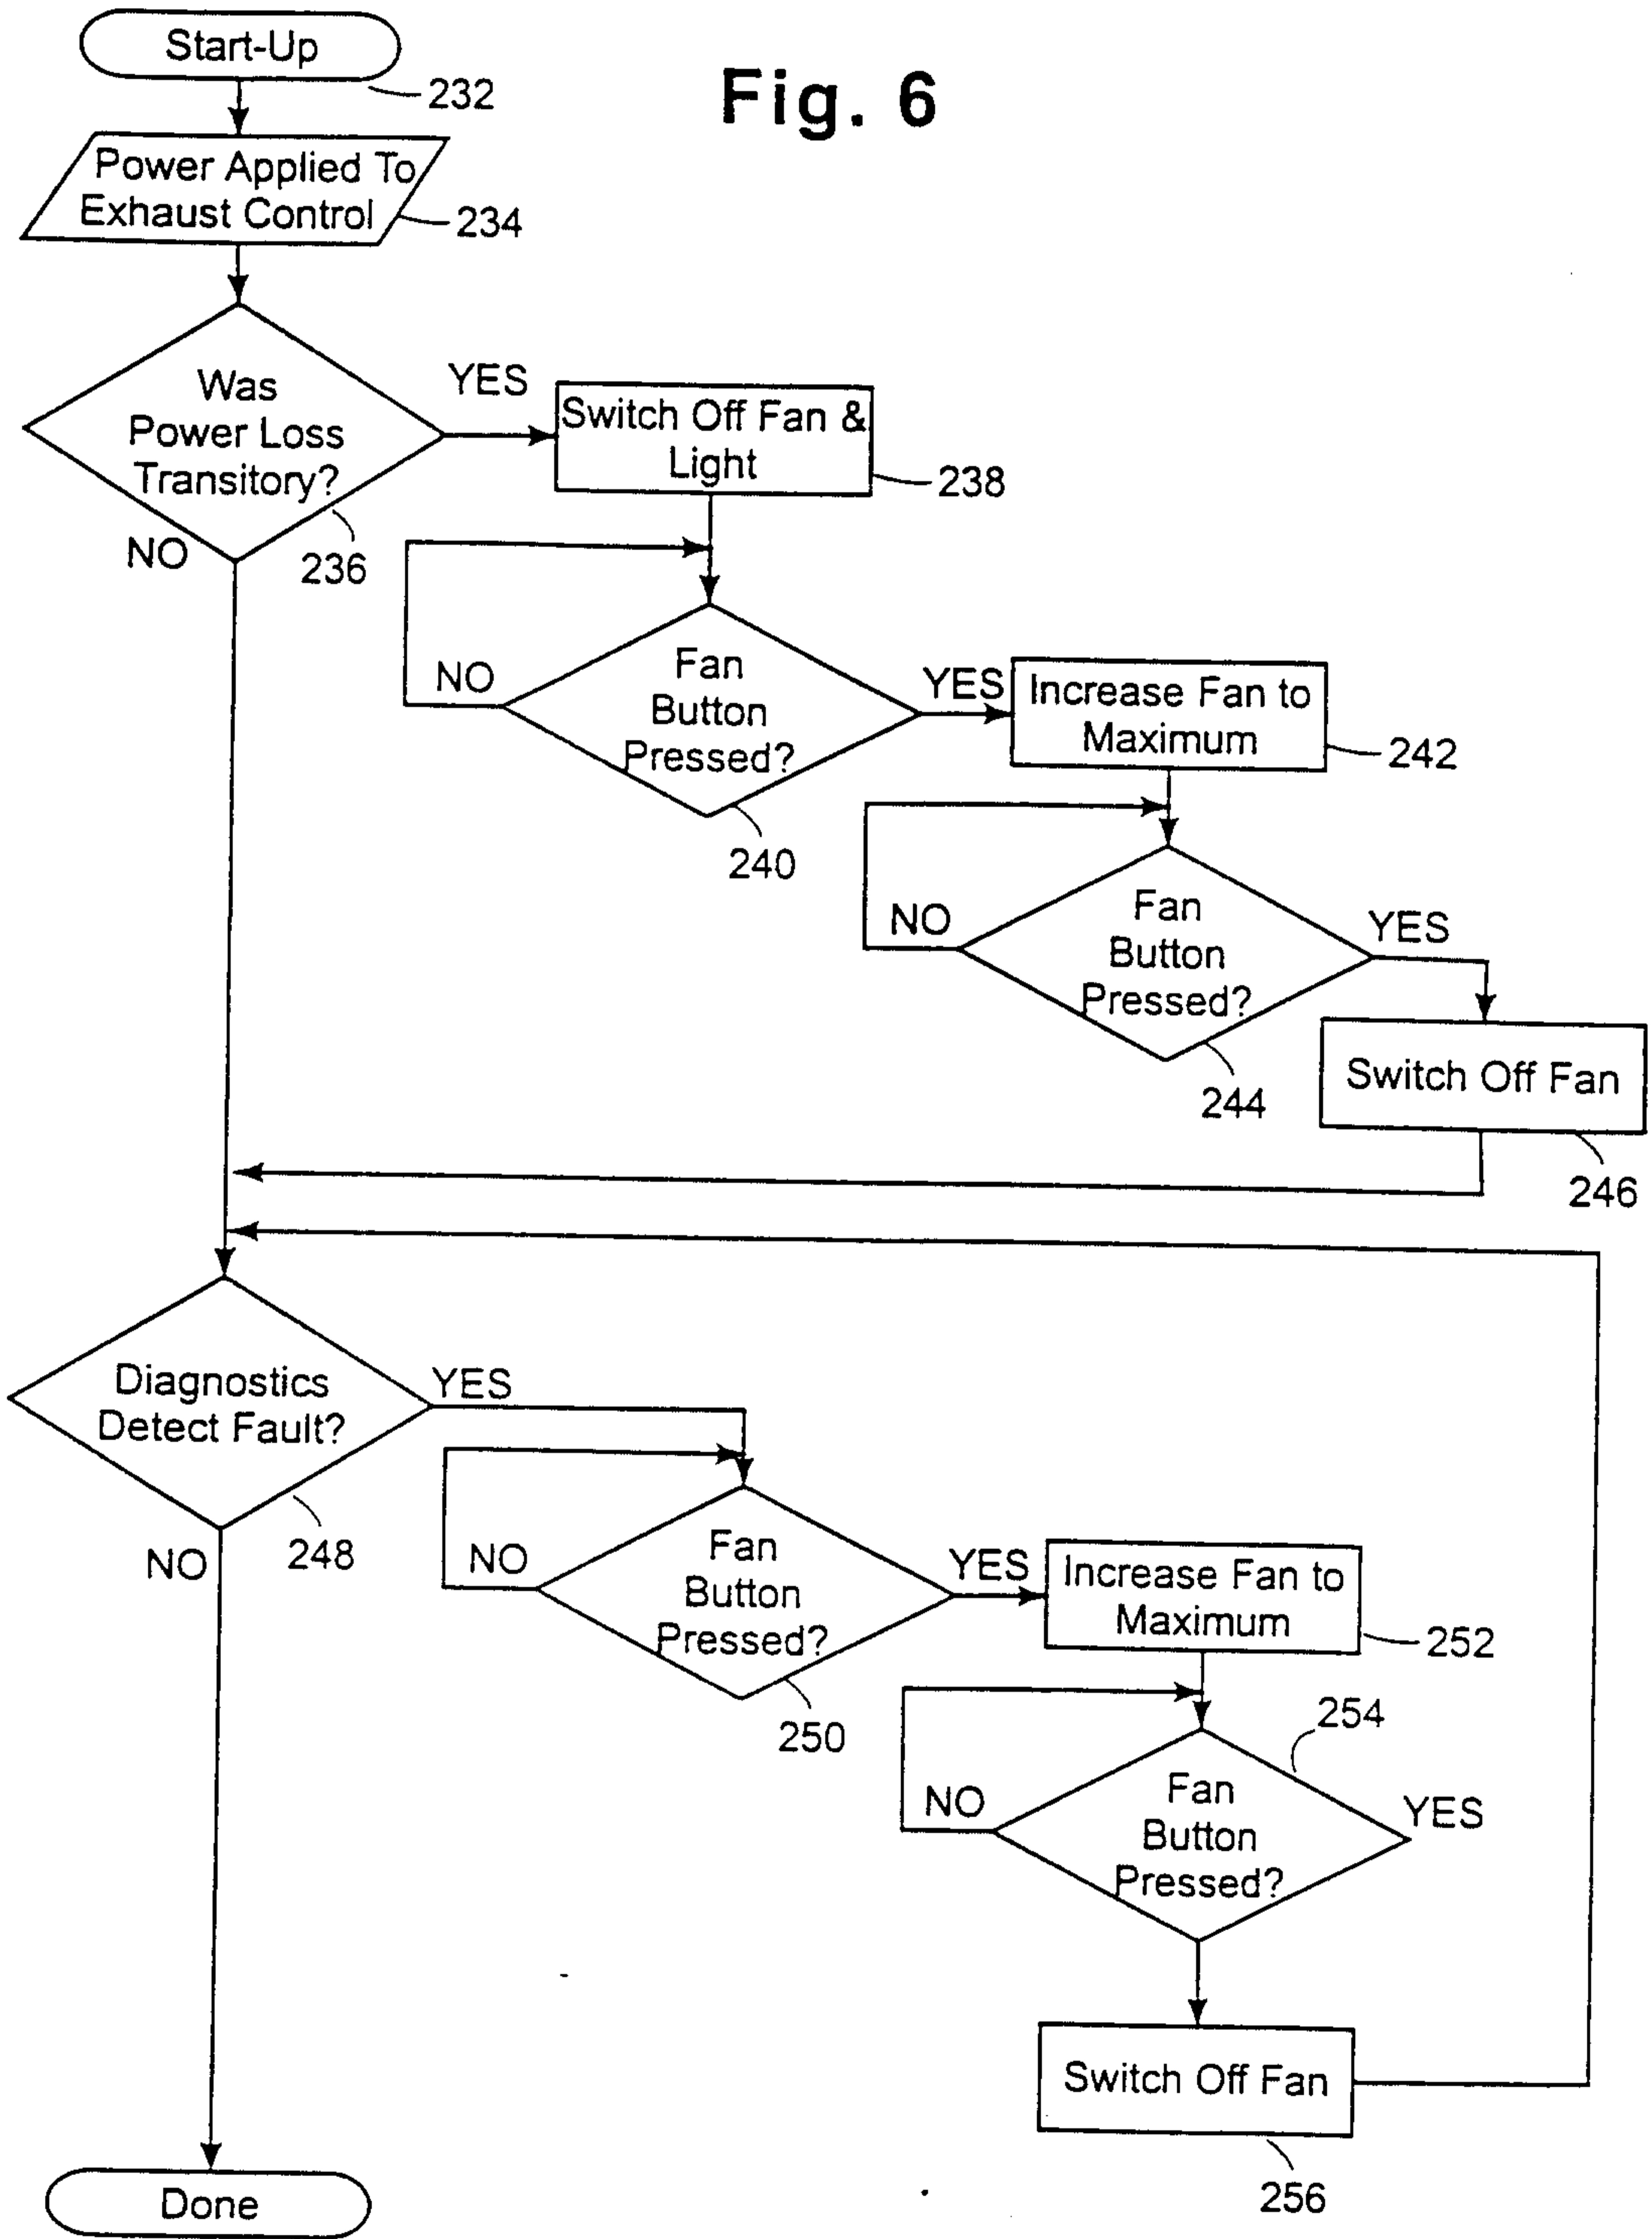 Fig. 6
Start-Up
232
Power Applied To
Exhaust Control
234
Was
Power Loss
Transitory?
236
YES
NO
Switch Off Fan &
Light
238
Fan
Button
Pressed?
240
NO
YES
Increase Fan to
Maximum
242
Fan
Button
Pressed?
244
NO
YES
Switch Off Fan
246
Diagnostics
Detect Fault?
248
YES
NO
Fan
Button
Pressed?
250
NO
YES
Increase Fan to
Maximum
252
254
Fan
Button
Pressed?
NO
YES
Switch Off Fan
256
Done